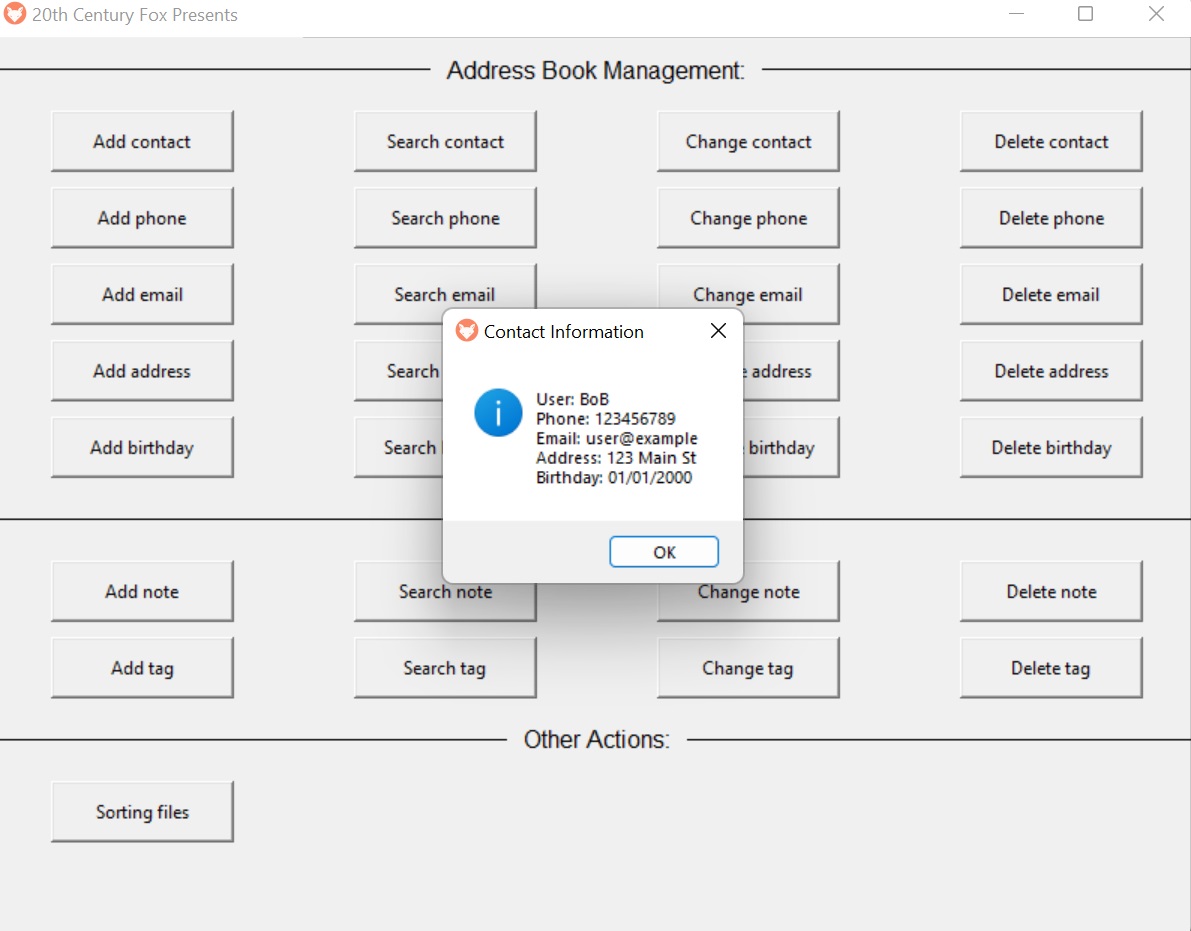 20th Century Fox Presents
Address Book Management:
Add contact Search contact Change contact Delete contact
Add phone Search phone Change phone Delete phone
Add email Search email Change email Delete email
Add address Search address Delete address
Add birthday Search birthday Delete birthday
Contact Information
User: BoB
Phone: 123456789
Email: user@example
Address: 123 Main St
Birthday: 01/01/2000
OK
Add note Search note Change note Delete note
Add tag Search tag Change tag Delete tag
Other Actions:
Sorting files